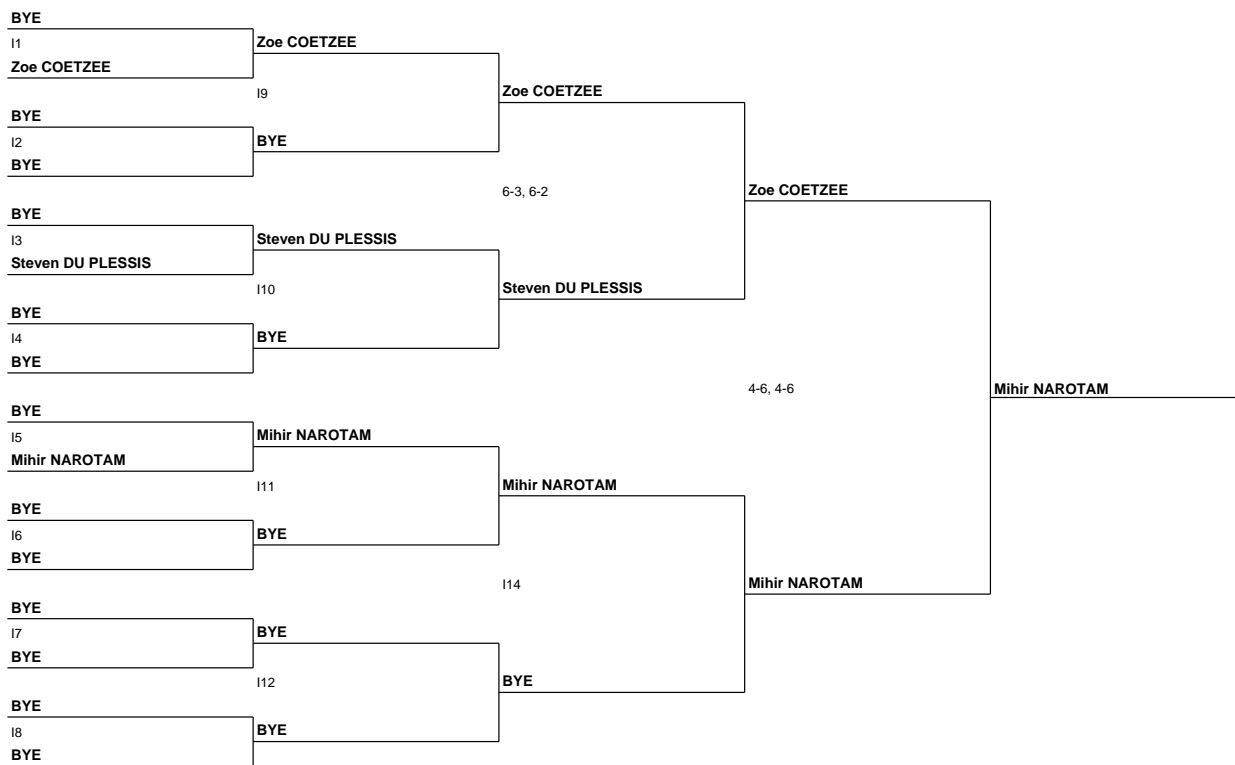 BYE
I1
Zoe COETZEE
BYE
I2
BYE
BYE
I3
Steven DU PLESSIS
BYE
I4
BYE
BYE
I5
Mihir NAROTAM
BYE
I6
BYE
BYE
I7
BYE
BYE
I8
BYE
Zoe COETZEE
I9
BYE
Steven DU PLESSIS
I10
BYE
Mihir NAROTAM
I11
BYE
BYE
I12
BYE
Zoe COETZEE
6-3, 6-2
Steven DU PLESSIS
Mihir NAROTAM
I14
BYE
Zoe COETZEE
4-6, 4-6
Mihir NAROTAM
Mihir NAROTAM